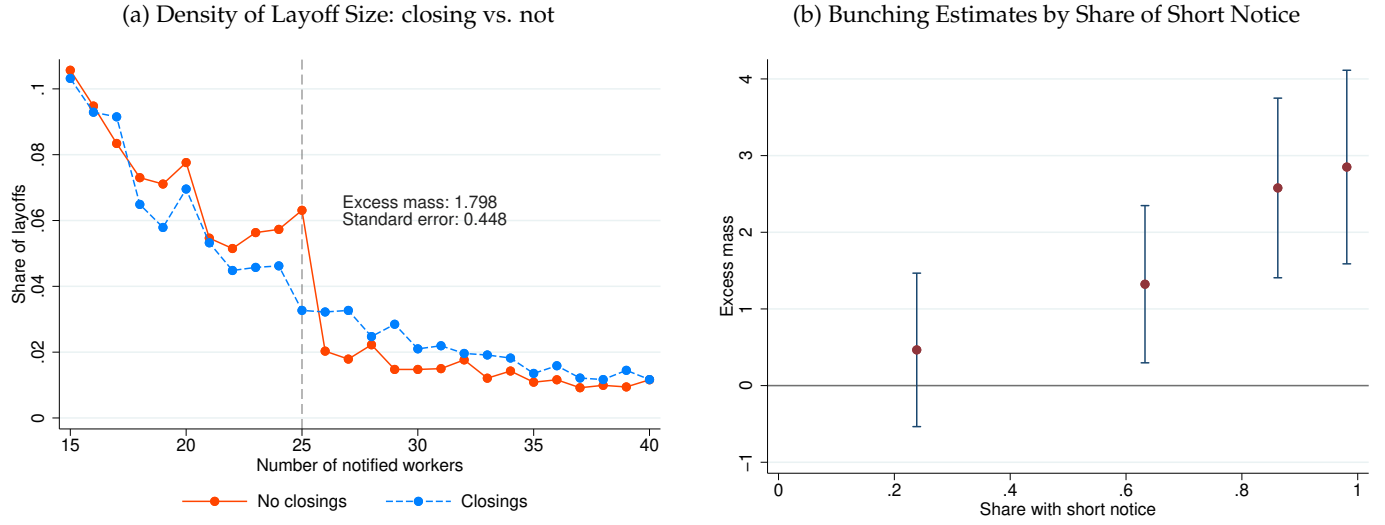 (a) Density of Layoff Size: closing vs. not
Share of layoffs
.1
.08
.06
.04
.02
0
Excess mass: 1.798
Standard error: 0.448
15 20 25 30 35 40
Number of notified workers
No closings Closings
(b) Bunching Estimates by Share of Short Notice
Excess mass
4
3
2
1
0
−1
0 .2 .4 .6 .8 1
Share with short notice